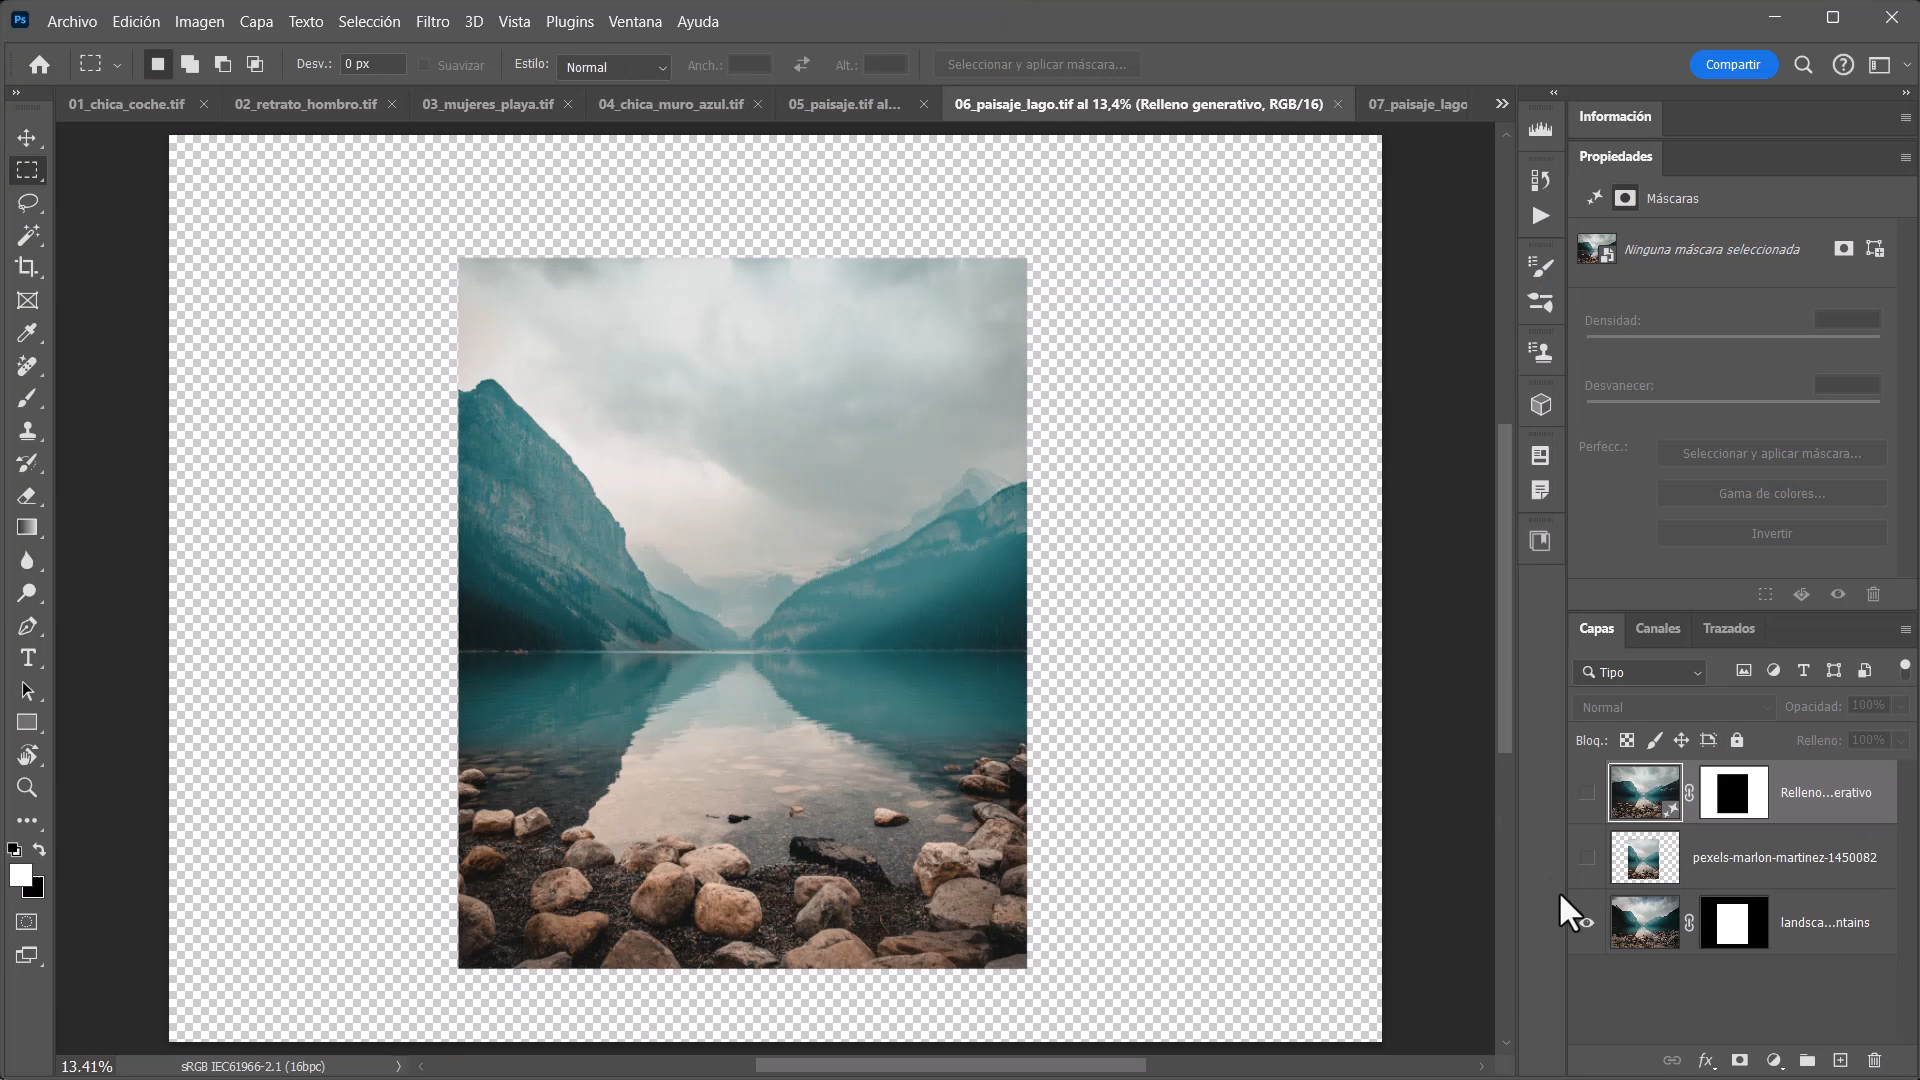 Ps Archivo Edición Imagen Capa Texto Selección Filtro 3D Vista Plugins Ventana Ayuda
Desv.: 0 px Suavizar Estilo: Normal Anch.: Alt.: Seleccionar y aplicar máscara... Compartir
01_chica_coche.tif 02_retrato_hombro.tif 03_mujeres_playa.tif 04_chica_muro_azul.tif 05_paisaje.tif al... 06_paisaje_lago.tif al 13,4% (Relleno generativo, RGB/16) 07_paisaje_lago
Información
Propiedades
Máscaras
Ninguna máscara seleccionada
Densidad:
Desvanecer:
Perfecc.: Seleccionar y aplicar máscara...
Gama de colores...
Invertir
Capas Canales Trazados
Tipo
Normal Opacidad: 100%
Bloq.: Relleno: 100%
Relleno...erativo
pexels-marlon-martinez-1450082
landsca...ntains
13.41% sRGB IEC61966-2.1 (16bpc)